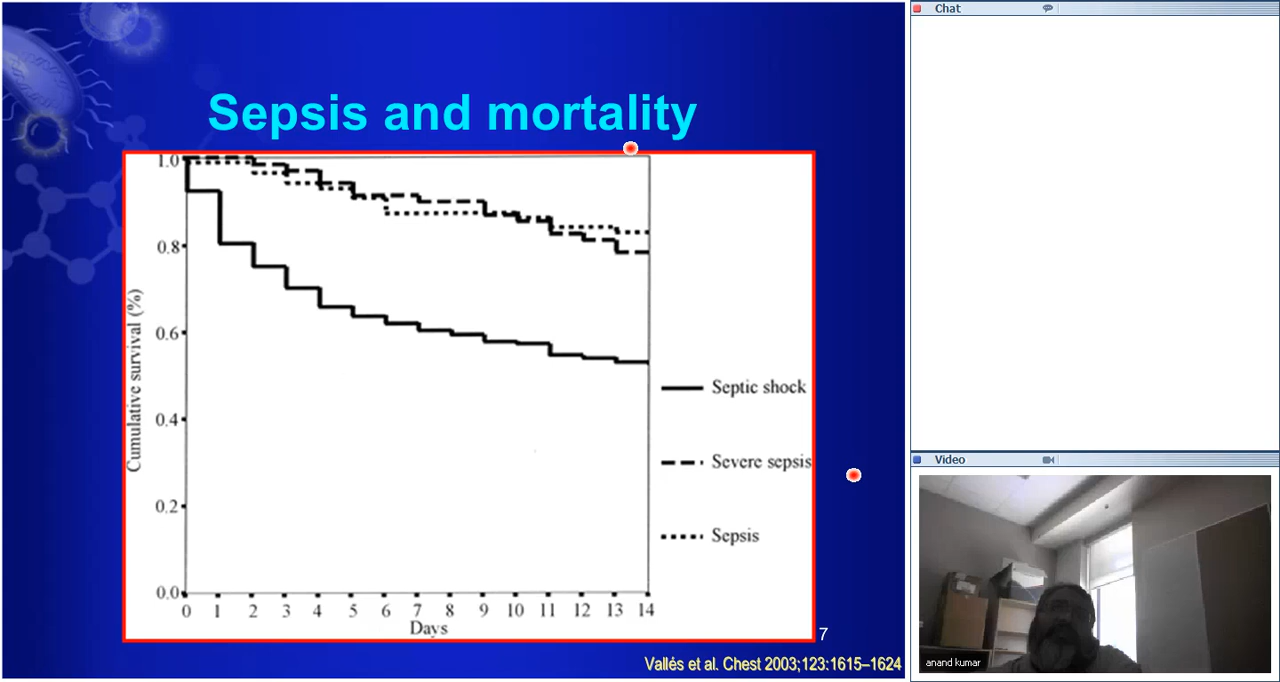 Sepsis and mortality
1.0
0.8
0.6
0.4
0.2
0.0
Cumulative survival (%)
0 1 2 3 4 5 6 7 8 9 10 11 12 13 14
Days
Septic shock
Severe sepsis
Sepsis
7
Vallés et al. Chest 2003;123:1615–1624
Chat
Video
anand kumar